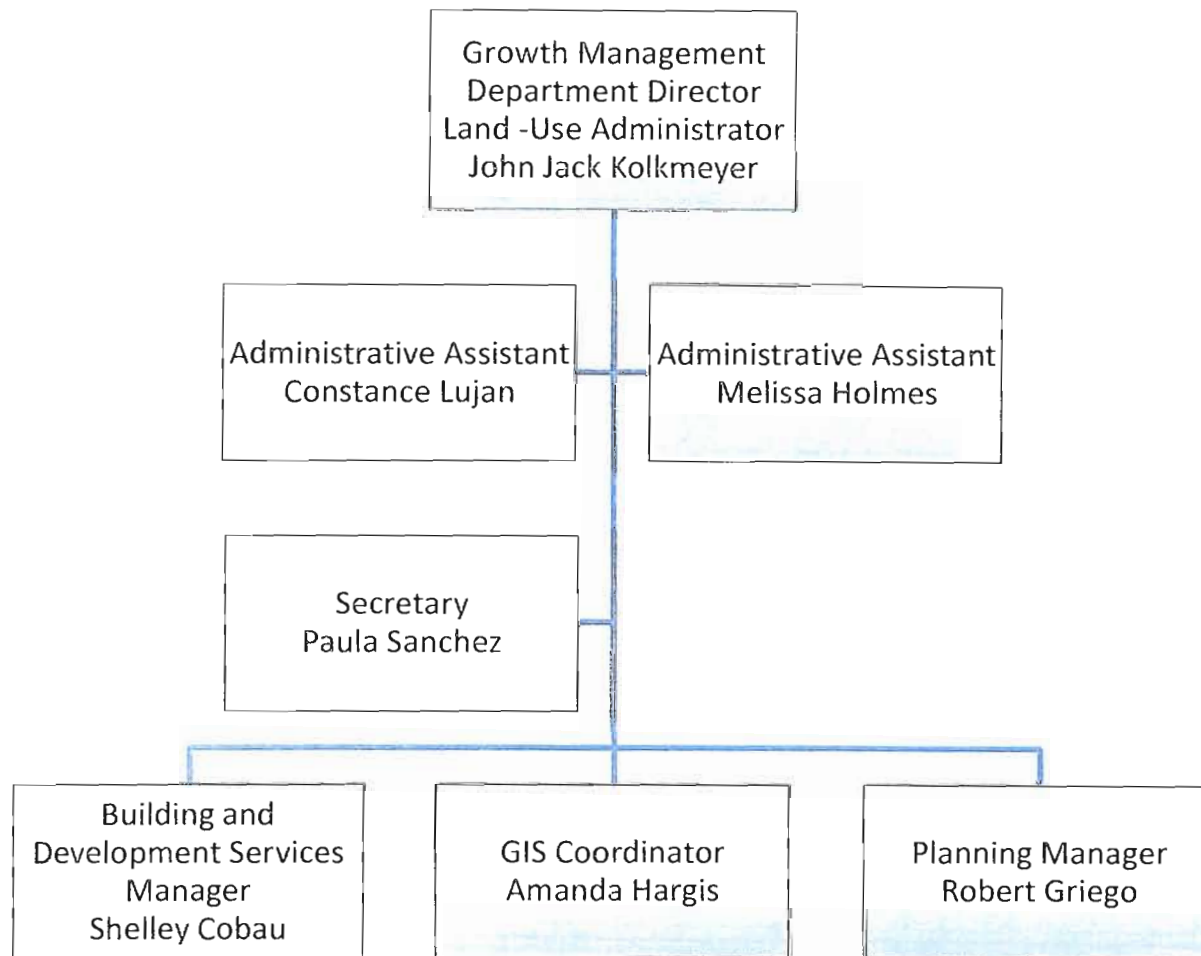 Growth Management
Department Director
Land -Use Administrator
John Jack Kolkmeyer
Administrative Assistant
Constance Lujan
Administrative Assistant
Melissa Holmes
Secretary
Paula Sanchez
Building and
Development Services
Manager
Shelley Cobau
GIS Coordinator
Amanda Hargis
Planning Manager
Robert Griego